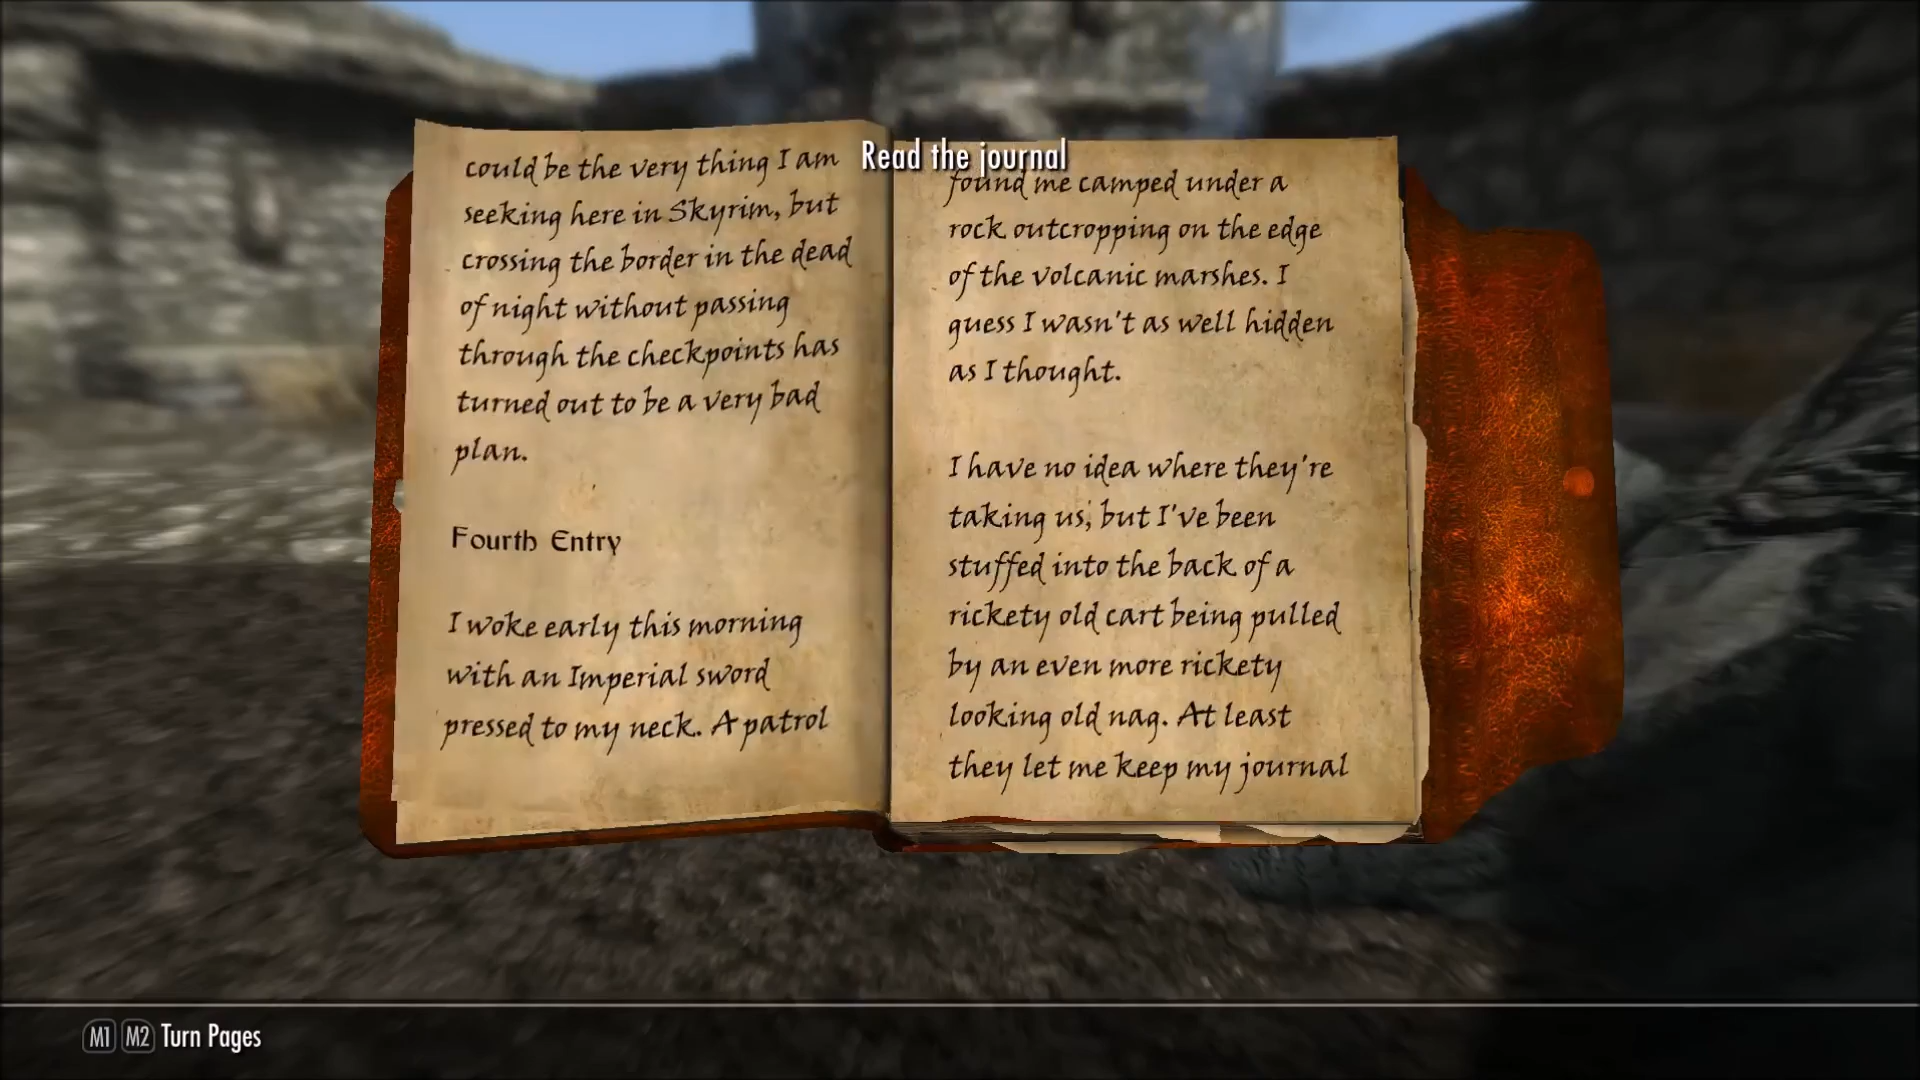 could be the very thing I am
seeking here in Skyrim, but
crossing the border in the dead
of night without passing
through the checkpoints has
turned out to be a very bad
plan.
Fourth Entry
I woke early this morning
with an Imperial sword
pressed to my neck. A patrol
Read the journal
found me camped under a
rock outcropping on the edge
of the volcanic marshes. I
guess I wasn't as well hidden
as I thought.
I have no idea where they're
taking us, but I've been
stuffed into the back of a
rickety old cart being pulled
by an even more rickety
looking old nag. At least
they let me keep my journal
M1 M2 Turn Pages